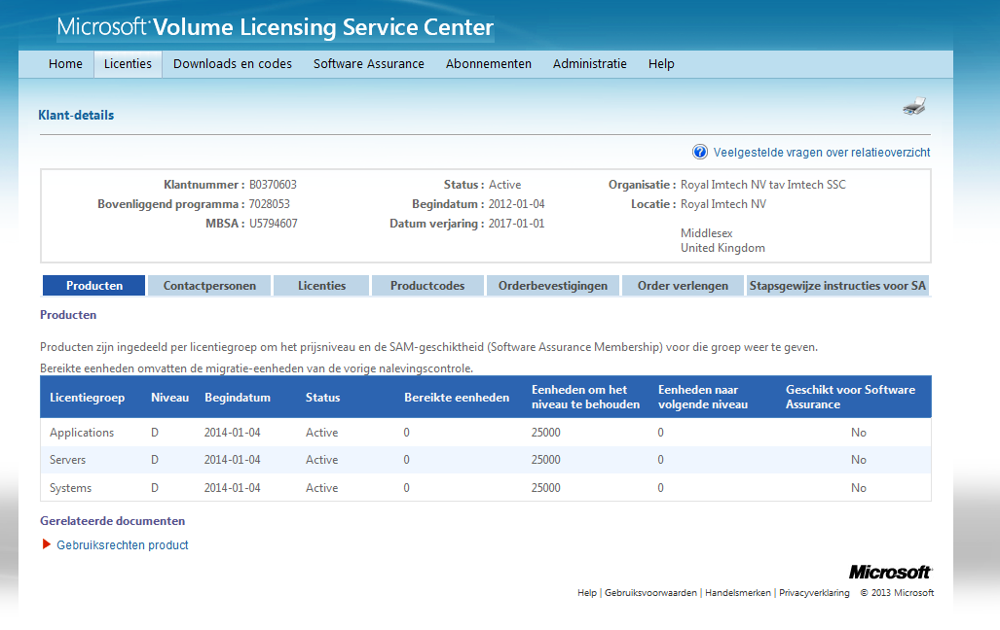 Microsoft Volume Licensing Service Center
Home Licenties Downloads en codes Software Assurance Abonnementen Administratie Help
Klant-details
Veelgestelde vragen over relatieoverzicht
Klantnummer : B0370603 Status : Active Organisatie : Royal Imtech NV tav Imtech SSC
Bovenliggend programma : 7028053 Begindatum : 2012-01-04 Locatie : Royal Imtech NV
MBSA : U5794607 Datum verjaring : 2017-01-01
Middlesex
United Kingdom
Producten Contactpersonen Licenties Productcodes Orderbevestigingen Order verlengen Stapsgewijze instructies voor SA
Producten
Producten zijn ingedeeld per licentiegroep om het prijsniveau en de SAM-geschiktheid (Software Assurance Membership) voor die groep weer te geven.
Bereikte eenheden omvatten de migratie-eenheden van de vorige nalevingscontrole.
Licentiegroep Niveau Begindatum Status Bereikte eenheden Eenheden om het niveau te behouden Eenheden naar volgende niveau Geschikt voor Software Assurance
Applications D 2014-01-04 Active 0 25000 0 No
Servers D 2014-01-04 Active 0 25000 0 No
Systems D 2014-01-04 Active 0 25000 0 No
Gerelateerde documenten
Gebruiksrechten product
Microsoft
Help | Gebruiksvoorwaarden | Handelsmerken | Privacyverklaring © 2013 Microsoft